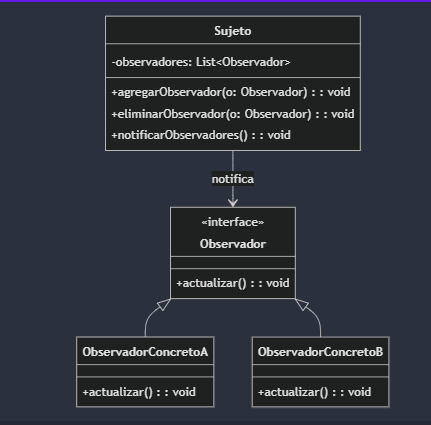 Sujeto
-observadores: List<Observador>
+agregarObservador(o: Observador) : : void
+eliminarObservador(o: Observador) : : void
+notificarObservadores() : : void
notifica
«interface»
Observador
+actualizar() : : void
ObservadorConcretoA
+actualizar() : : void
ObservadorConcretoB
+actualizar() : : void